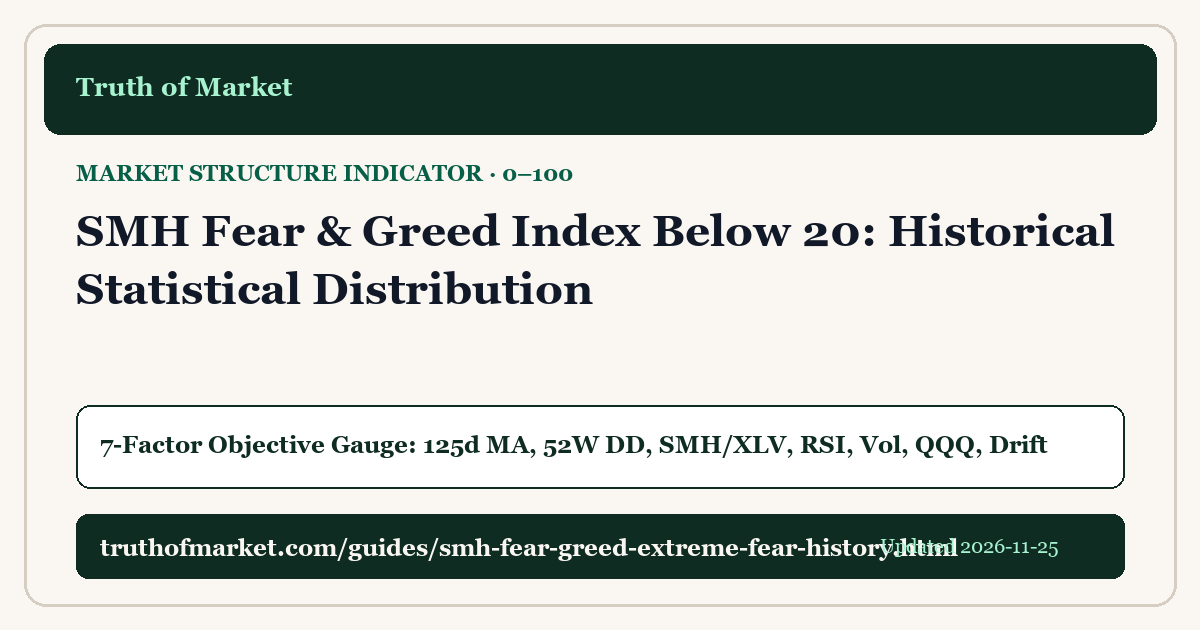 Truth of Market
MARKET STRUCTURE INDICATOR · 0–100
SMH Fear & Greed Index Below 20: Historical
Statistical Distribution
7-Factor Objective Gauge: 125d MA, 52W DD, SMH/XLV, RSI, Vol, QQQ, Drift
truthofmarket.com/guides/smh-fear-greed-extreme-fear-history.html
Updated 2026-11-25